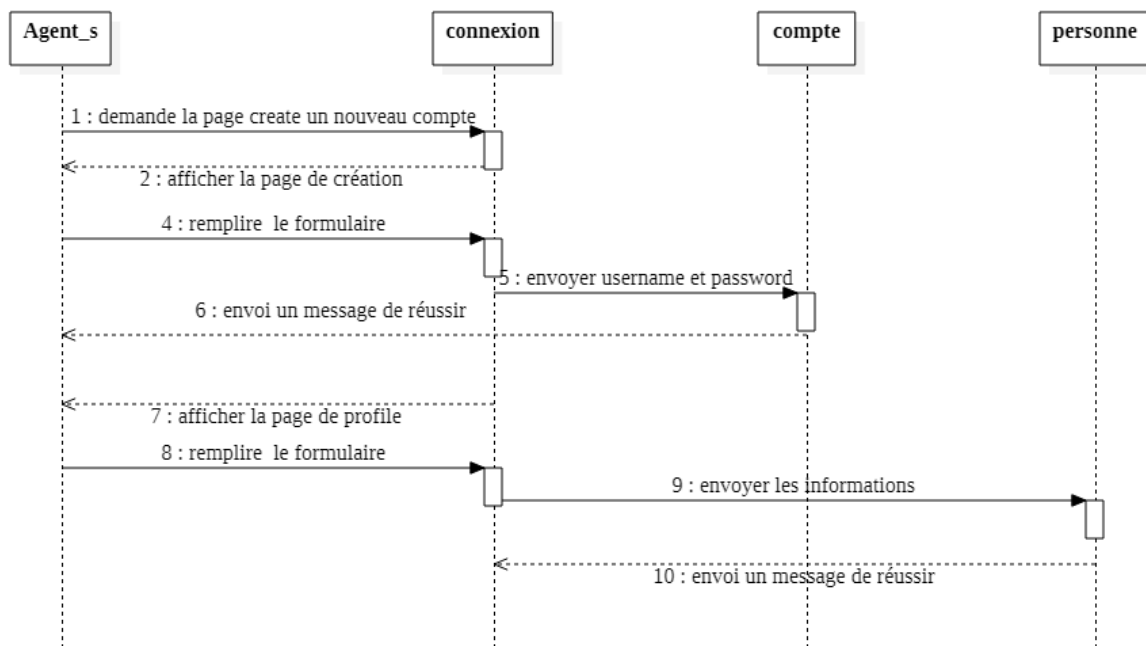 Agent_s
connexion
compte
personne
1 : demande la page create un nouveau compte
2 : afficher la page de création
4 : remplire le formulaire
5 : envoyer username et password
6 : envoi un message de réussir
7 : afficher la page de profile
8 : remplire le formulaire
9 : envoyer les informations
10 : envoi un message de réussir